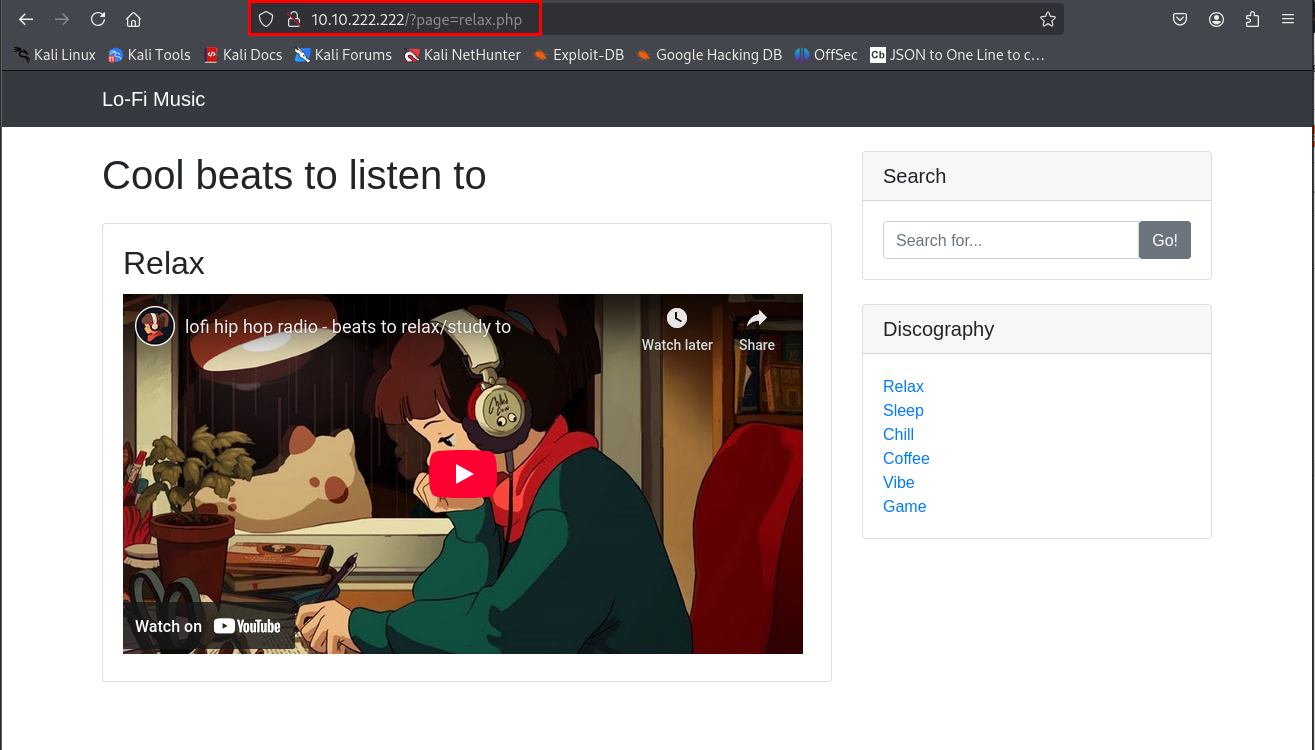 10.10.222.222/?page=relax.php
Kali Linux Kali Tools Kali Docs Kali Forums Kali NetHunter Exploit-DB Google Hacking DB OffSec Cb JSON to One Line to c...
Lo-Fi Music
Cool beats to listen to
Relax
lofi hip hop radio - beats to relax/study to
Watch later Share
Watch on YouTube
Search
Search for... Go!
Discography
Relax
Sleep
Chill
Coffee
Vibe
Game